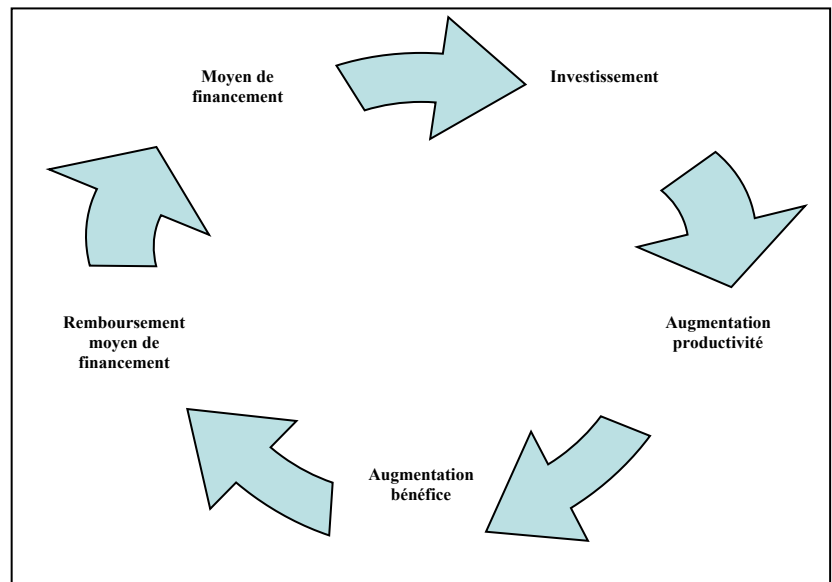 Moyen de
financement
Investissement
Augmentation
productivité
Augmentation
bénéfice
Remboursement
moyen de
financement